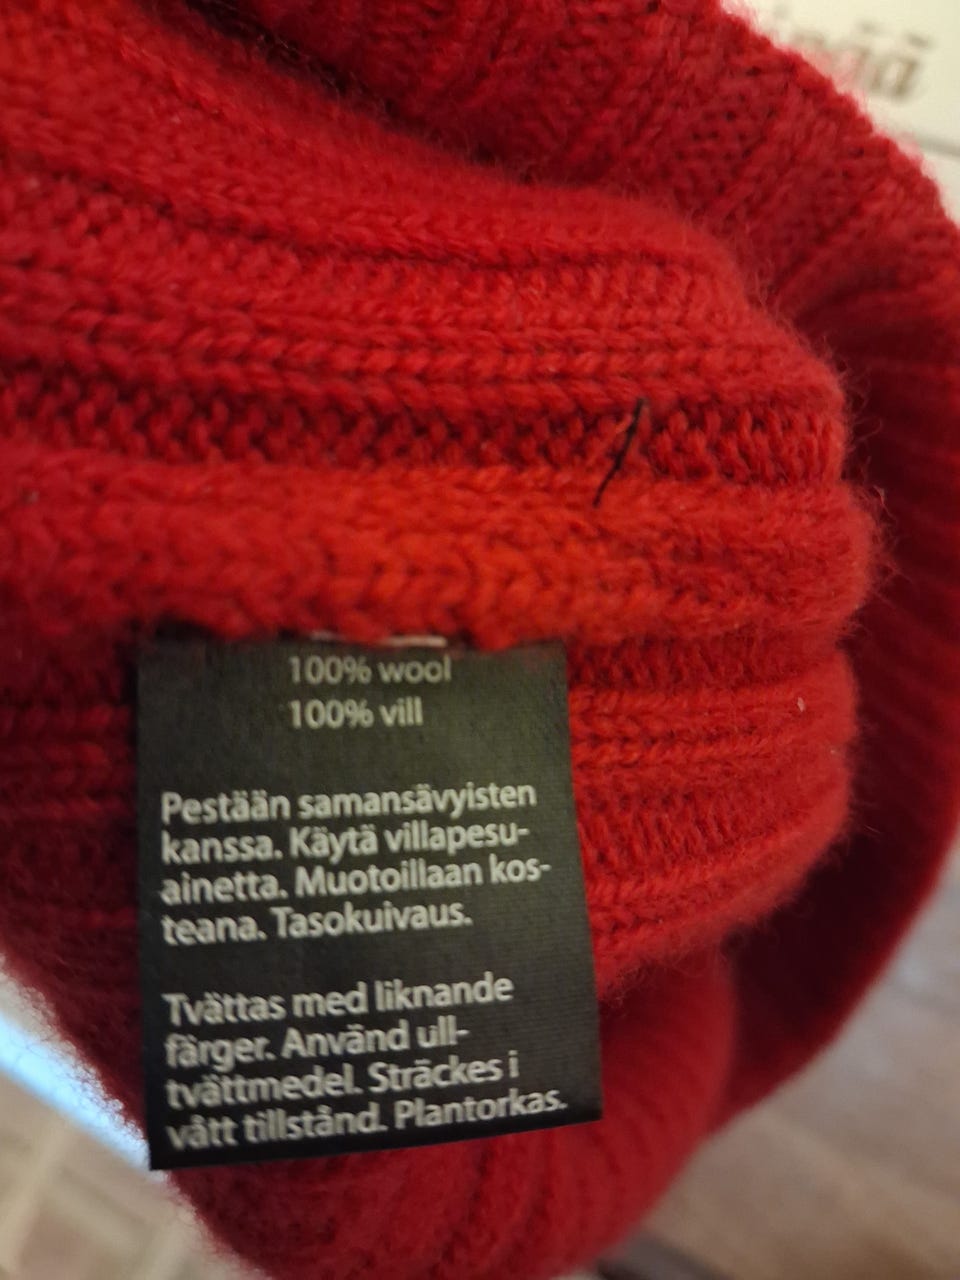 100% wool
100% vill
Pestään samansävyisten
kanssa. Käytä villapesu-
ainetta. Muotoillaan kos-
teana. Tasokuivaus.
Tvättas med liknande
färger. Använd ull-
tvättmedel. Sträckes i
vått tillstånd. Plantorkas.